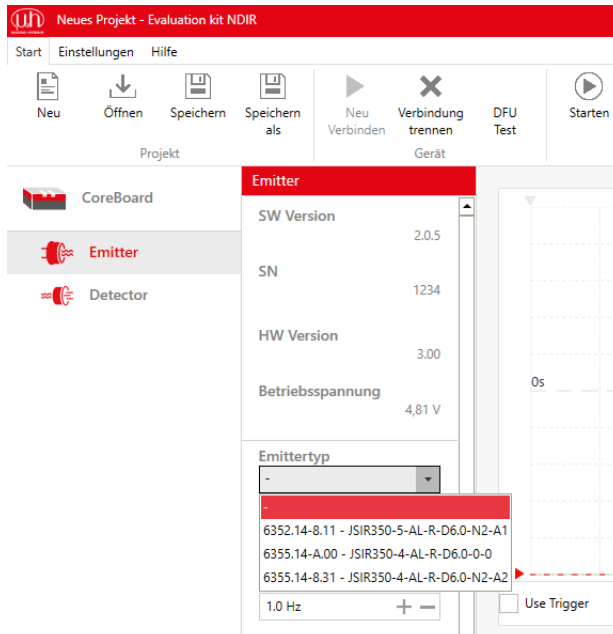 Neues Projekt - Evaluation kit NDIR
Start Einstellungen Hilfe
Neu Öffnen Speichern Speichern als Neu Verbinden Verbindung trennen DFU Test Starten
Projekt Gerät
CoreBoard
Emitter
Detector
Emitter
SW Version
2.0.5
SN
1234
HW Version
3.00
Betriebsspannung
4,81 V
Emittertyp
-
-
6352.14-8.11 - JSIR350-5-AL-R-D6.0-N2-A1
6355.14-A.00 - JSIR350-4-AL-R-D6.0-0-0
6355.14-8.31 - JSIR350-4-AL-R-D6.0-N2-A2
1.0 Hz
0s
Use Trigger